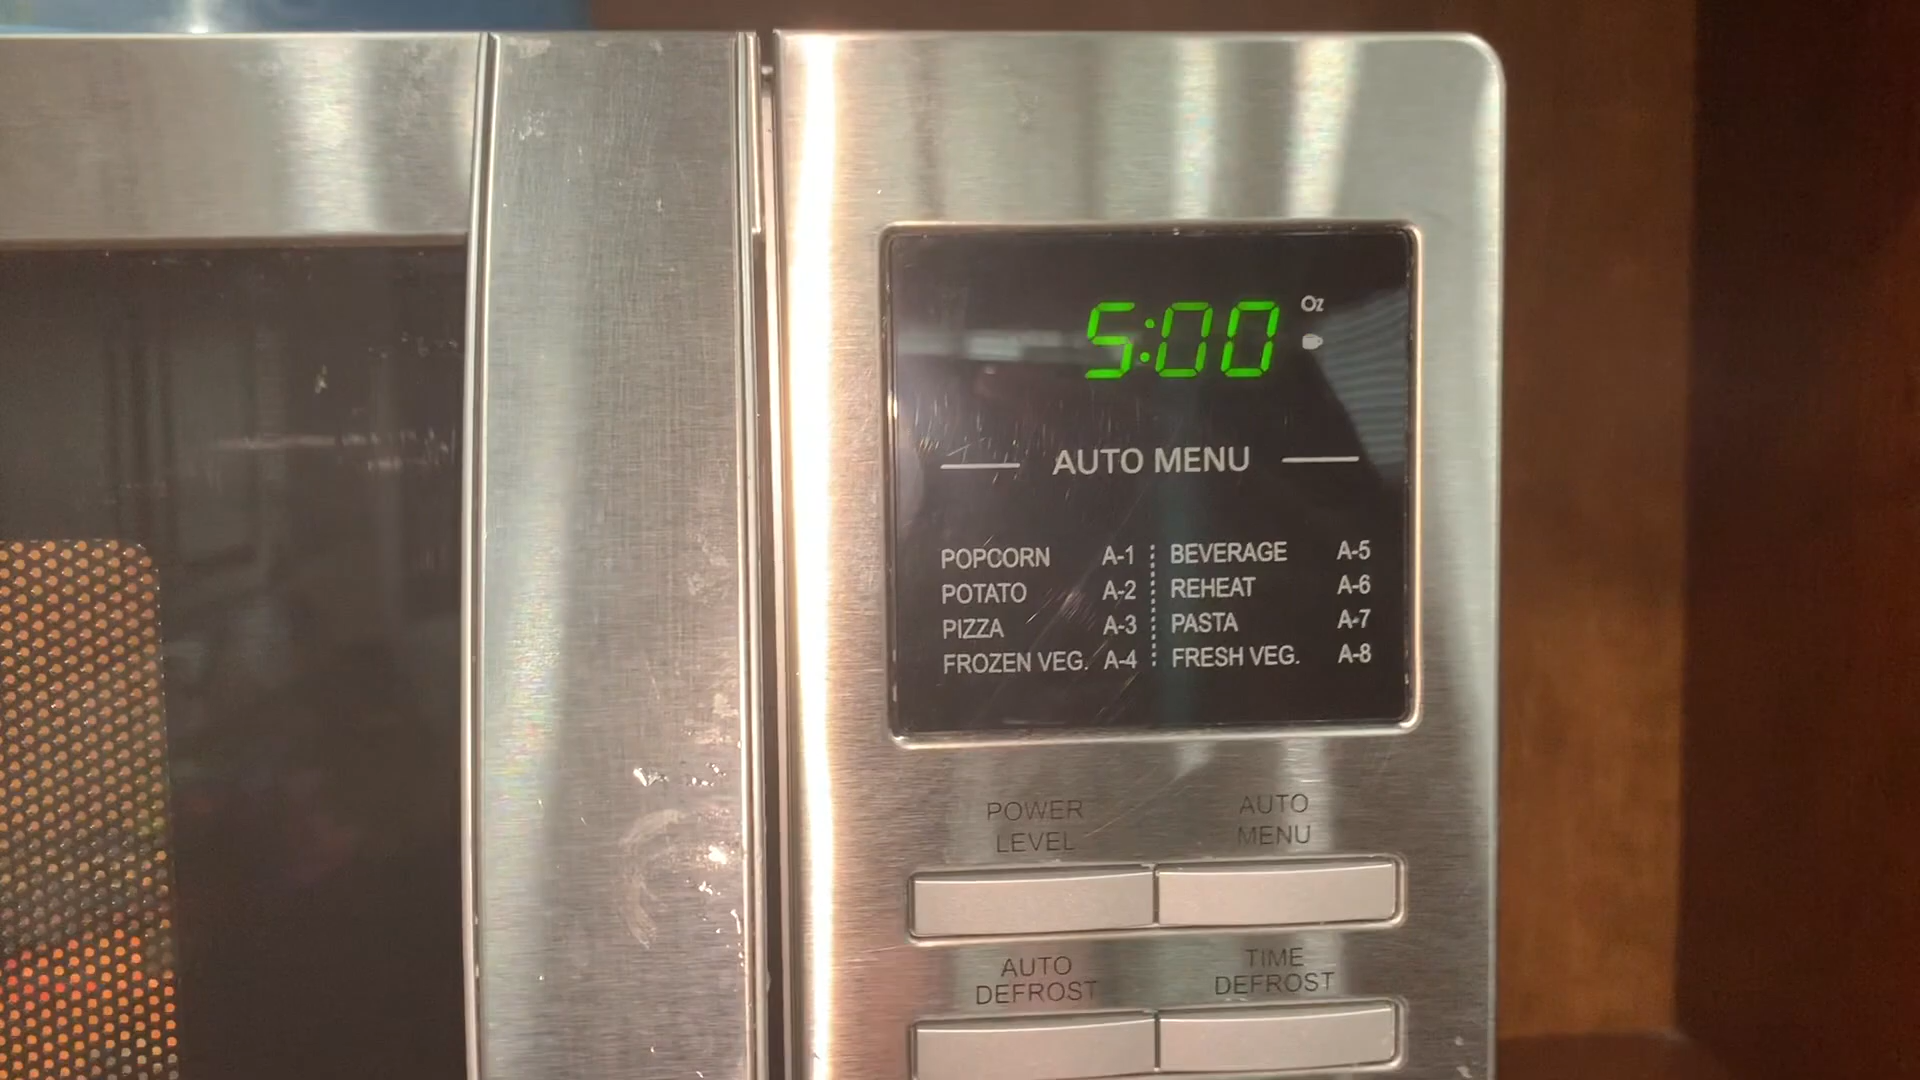 5:00 Oz
AUTO MENU
POPCORN A-1 BEVERAGE A-5
POTATO A-2 REHEAT A-6
PIZZA A-3 PASTA A-7
FROZEN VEG. A-4 FRESH VEG. A-8
POWER LEVEL
AUTO MENU
AUTO DEFROST
TIME DEFROST